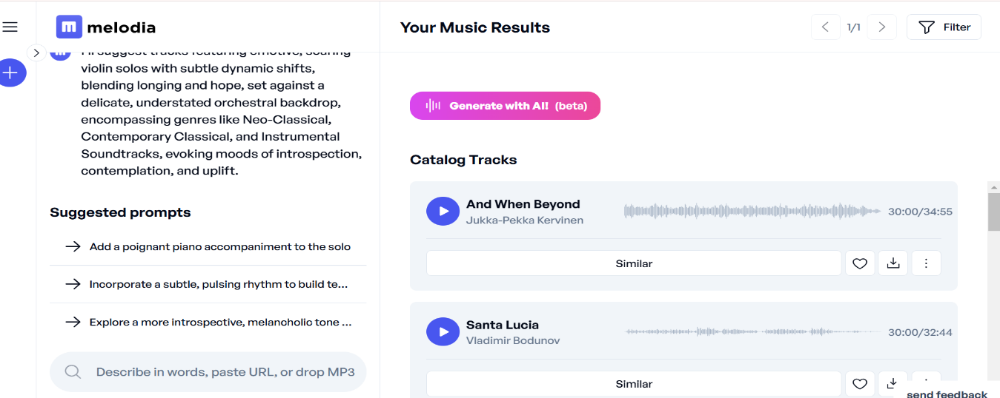 melodia
Your Music Results
1/1
Filter
I'll suggest tracks featuring emotive, soaring
violin solos with subtle dynamic shifts,
blending longing and hope, set against a
delicate, understated orchestral backdrop,
encompassing genres like Neo-Classical,
Contemporary Classical, and Instrumental
Soundtracks, evoking moods of introspection,
contemplation, and uplift.
Suggested prompts
Add a poignant piano accompaniment to the solo
Incorporate a subtle, pulsing rhythm to build te...
Explore a more introspective, melancholic tone ...
Describe in words, paste URL, or drop MP3
Generate with AI! (beta)
Catalog Tracks
And When Beyond
Jukka-Pekka Kervinen
30:00/34:55
Similar
Santa Lucia
Vladimir Bodunov
30:00/32:44
Similar
send feedback